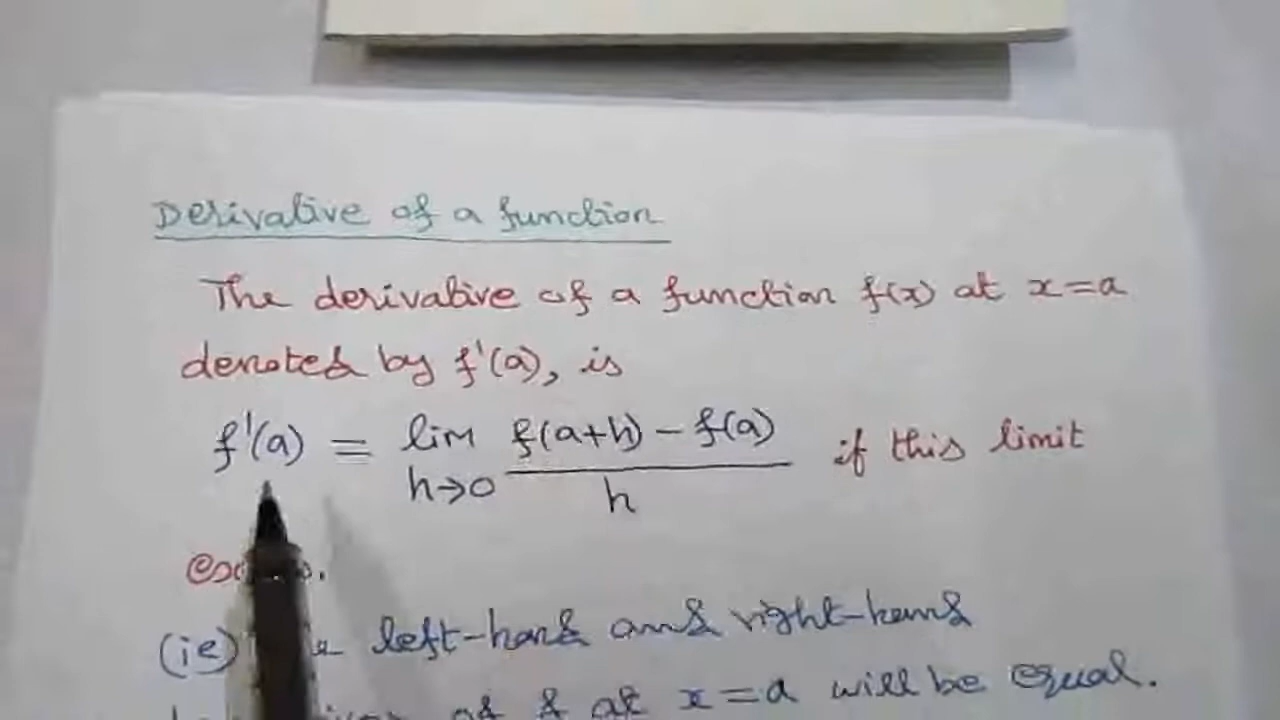 Derivative of a function
The derivative of a function f(x) at x=a
denoted by f'(a), is
f'(a) = lim h→0 f(a+h) - f(a) / h if this limit
(ie) left-hand and right-hand
of f at x=a will be equal.